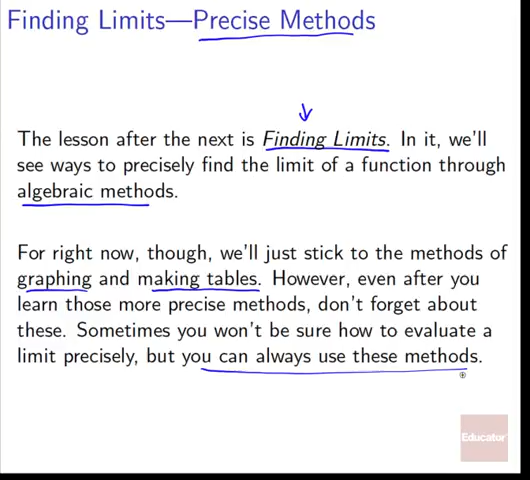 Finding Limits—Precise Methods
The lesson after the next is Finding Limits. In it, we'll
see ways to precisely find the limit of a function through
algebraic methods.
For right now, though, we'll just stick to the methods of
graphing and making tables. However, even after you
learn those more precise methods, don't forget about
these. Sometimes you won't be sure how to evaluate a
limit precisely, but you can always use these methods.
Educator